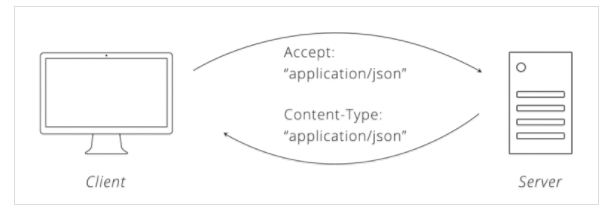 Accept:
“application/json”
Content-Type:
“application/json”
Client
Server